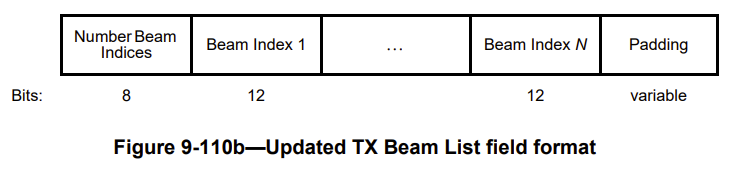 Number Beam
Indices
Beam Index 1
...
Beam Index N
Padding
Bits:
8
12
12
variable
Figure 9-110b—Updated TX Beam List field format